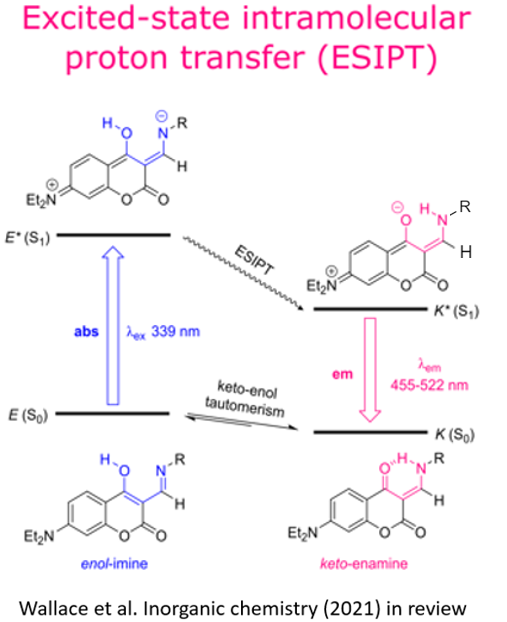 Excited-state intramolecular
proton transfer (ESIPT)
H
O
⊖
N
R
H
Et₂N
⊕
O
O
E* (S₁)
ESIPT
⊖
O
H
N
R
H
Et₂N
⊕
O
O
K* (S₁)
abs
λex 339 nm
em
λem
455-522 nm
keto-enol
tautomerism
E (S₀)
K (S₀)
H
O
N
R
H
Et₂N
O
O
enol-imine
O
H
N
R
H
Et₂N
O
O
keto-enamine
Wallace et al. Inorganic chemistry (2021) in review